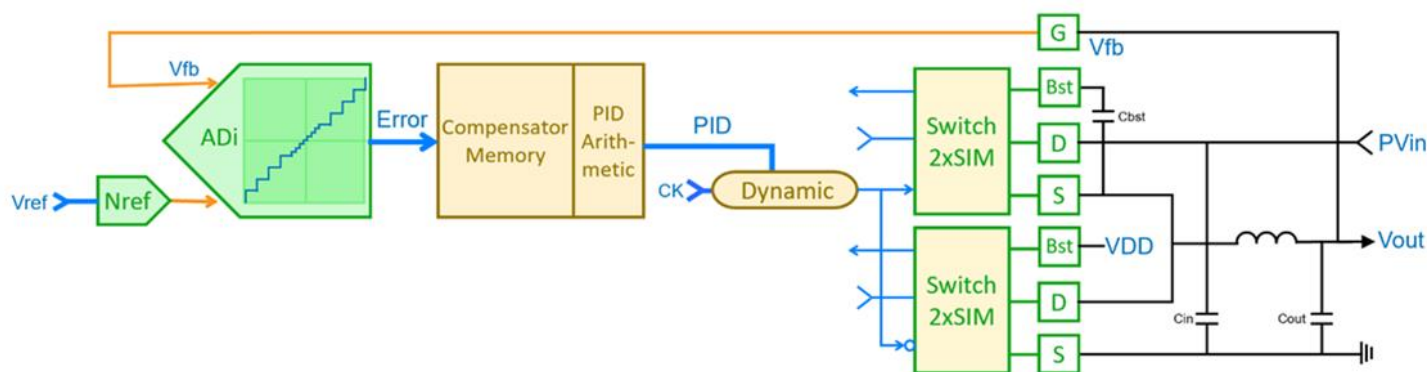 G
Vfb
Vfb
ADi
Error
Compensator
Memory
PID
Arith-
metic
PID
CK
Dynamic
Vref
Nref
Switch
2xSIM
Bst
Cbst
D
PVin
S
Switch
2xSIM
Bst
VDD
Vout
D
Cin
Cout
S